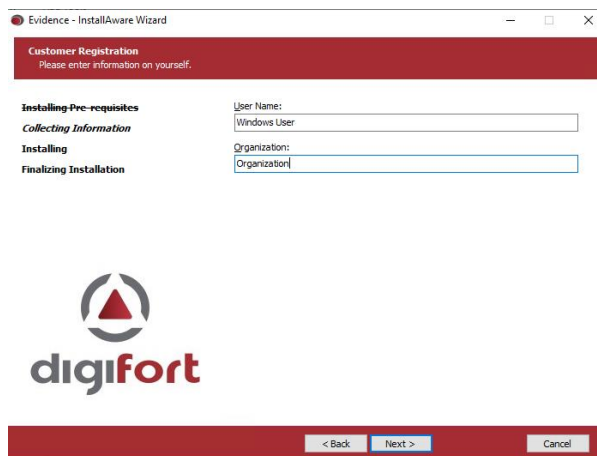 Evidence - InstallAware Wizard
Customer Registration
Please enter information on yourself.
Installing Pre-requisites
Collecting Information
Installing
Finalizing Installation
User Name:
Windows User
Organization:
Organization
digifort
< Back
Next >
Cancel